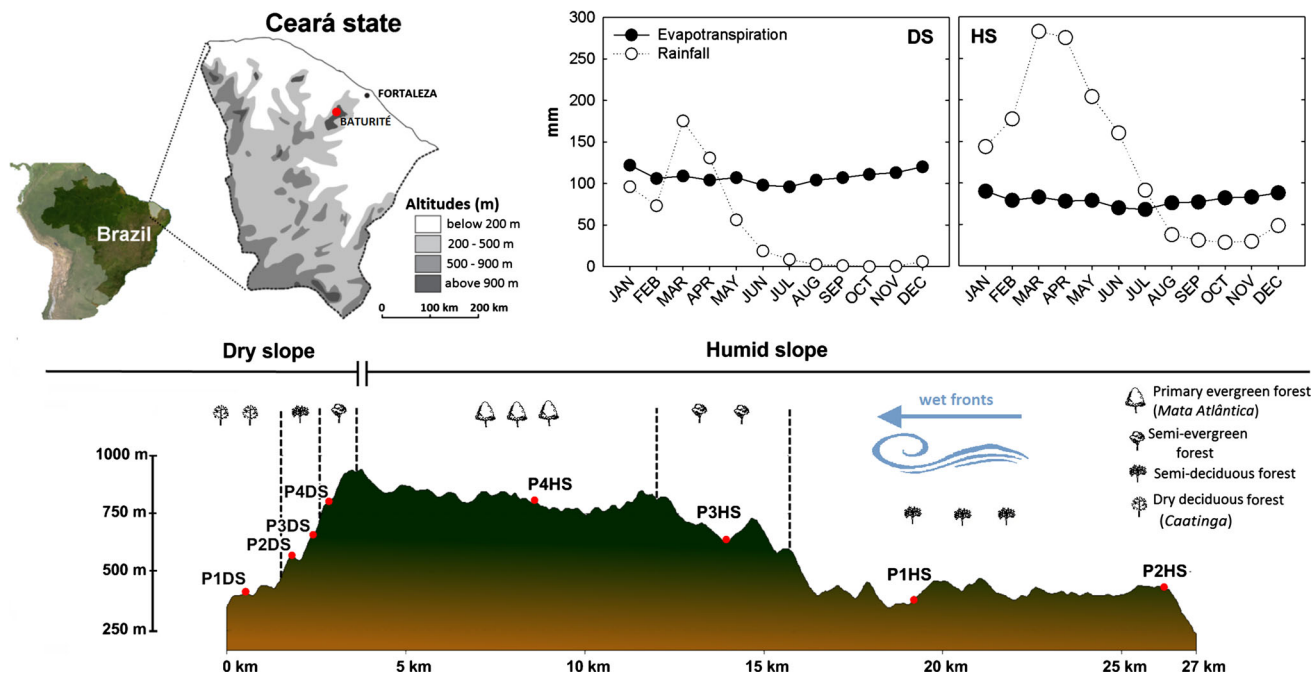 Ceará state
FORTALEZA
BATURITÉ
Brazil
Altitudes (m)
below 200 m
200 - 500 m
500 - 900 m
above 900 m
0 100 km 200 km
mm
300
250
200
150
100
50
0
Evapotranspiration
Rainfall
DS
HS
JAN FEB MAR APR MAY JUN JUL AUG SEP OCT NOV DEC
JAN FEB MAR APR MAY JUN JUL AUG SEP OCT NOV DEC
mm
Dry slope
Humid slope
wet fronts
Primary evergreen forest
(Mata Atlântica)
Semi-evergreen
forest
Semi-deciduous forest
Dry deciduous forest
(Caatinga)
1000 m
750 m
500 m
250 m
P1DS
P2DS
P3DS
P4DS
P4HS
P3HS
P1HS
P2HS
0 km 5 km 10 km 15 km 20 km 25 km 27 km